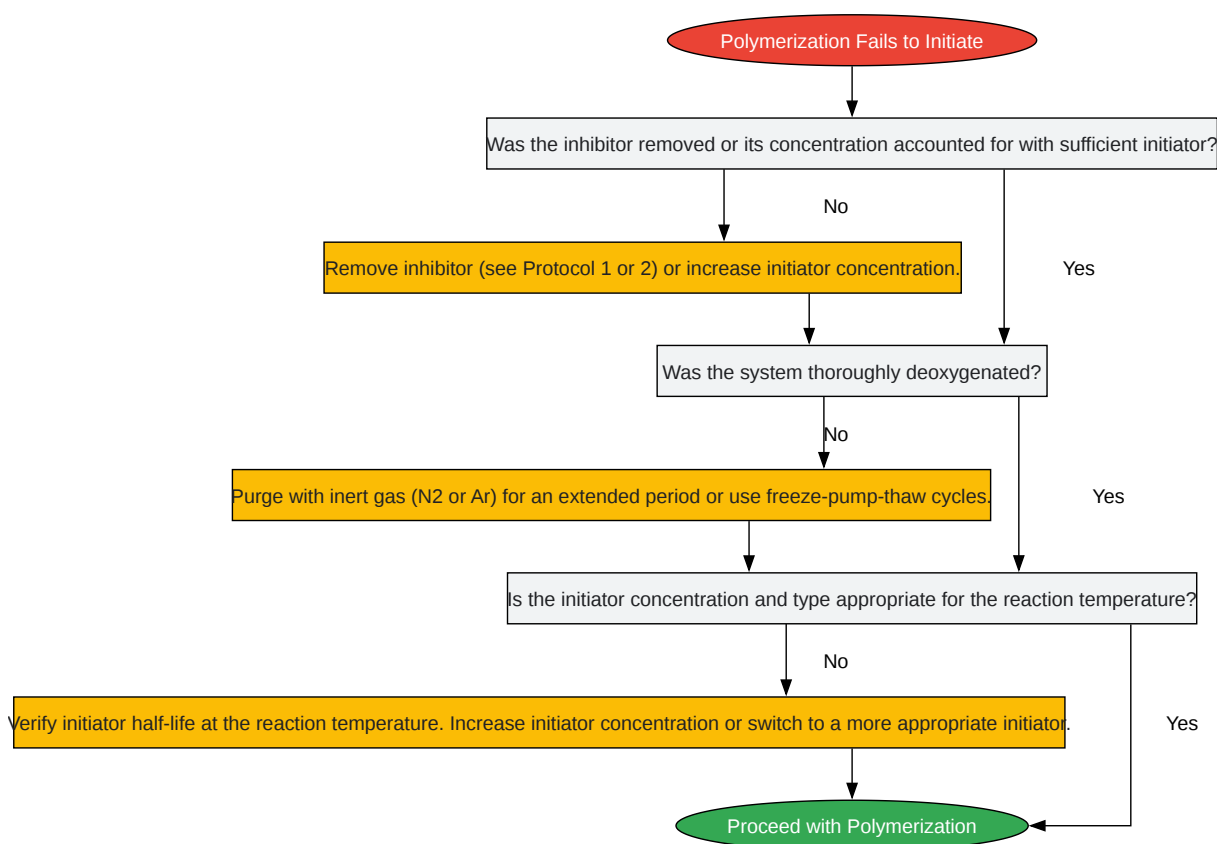 Polymerization Fails to Initiate
Was the inhibitor removed or its concentration accounted for with sufficient initiator?
No
Remove inhibitor (see Protocol 1 or 2) or increase initiator concentration.
Yes
Was the system thoroughly deoxygenated?
No
Purge with inert gas (N2 or Ar) for an extended period or use freeze-pump-thaw cycles.
Yes
Is the initiator concentration and type appropriate for the reaction temperature?
No
Verify initiator half-life at the reaction temperature. Increase initiator concentration or switch to a more appropriate initiator.
Yes
Proceed with Polymerization